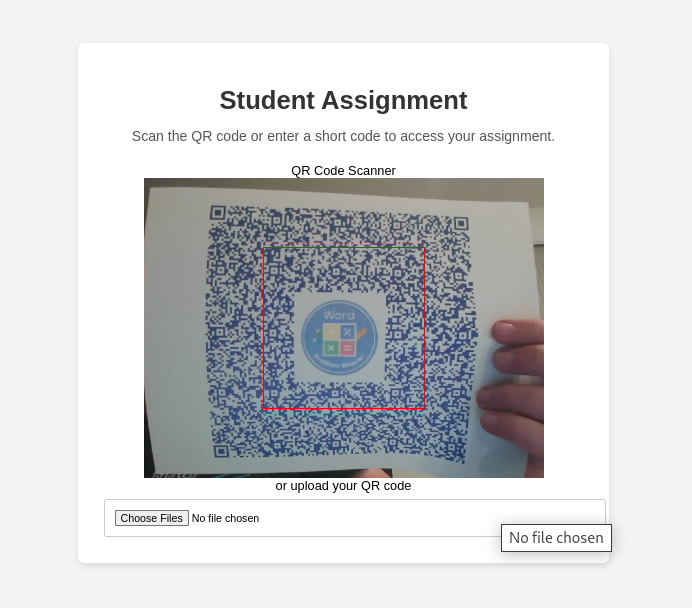 Student Assignment
Scan the QR code or enter a short code to access your assignment.
QR Code Scanner
Word
Problem Weaver
or upload your QR code
Choose Files No file chosen
No file chosen